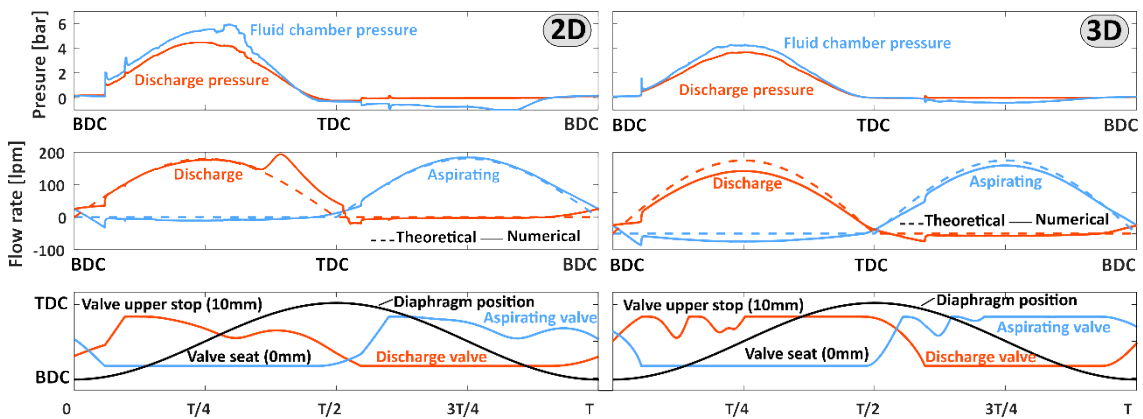 2D
3D
Pressure [bar]
6
4
2
0
Fluid chamber pressure
Discharge pressure
Fluid chamber pressure
Discharge pressure
BDC TDC BDC
BDC TDC BDC
Flow rate [lpm]
200
100
0
-100
Discharge
Aspirating
Theoretical Numerical
Discharge
Aspirating
Theoretical Numerical
BDC TDC BDC
BDC TDC BDC
TDC
BDC
Valve upper stop (10mm)
Diaphragm position
Aspirating valve
Valve seat (0mm)
Discharge valve
Valve upper stop (10mm)
Diaphragm position
Aspirating valve
Valve seat (0mm)
Discharge valve
0 T/4 T/2 3T/4 T
T/4 T/2 3T/4 T